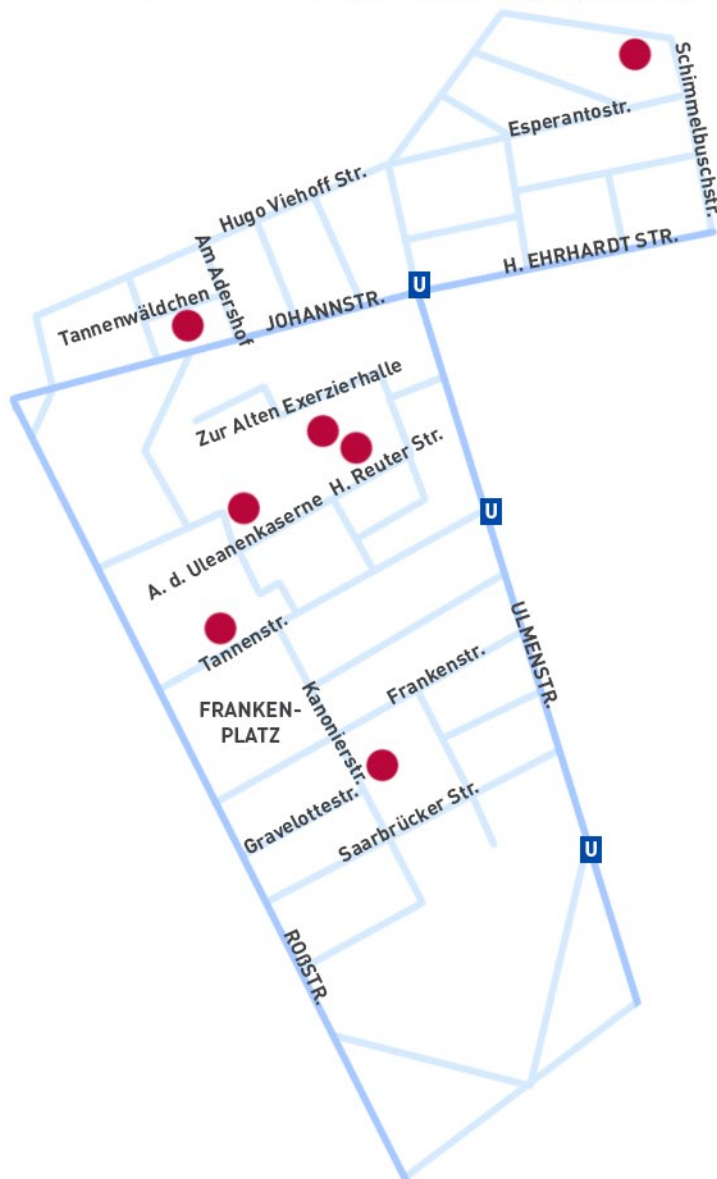 Schimmelbuschstr.
Esperantostr.
Hugo Viehoff Str.
Am Adershof
H. EHRHARDT STR.
U
Tannenwäldchen
JOHANNSTR.
Zur Alten Exerzierhalle
H. Reuter Str.
A. d. Uleanenkaserne
U
Tannenstr.
ULMENSTR.
Frankenstr.
Kanonierstr.
FRANKEN-
PLATZ
Gravelottestr.
Saarbrücker Str.
U
ROßSTR.